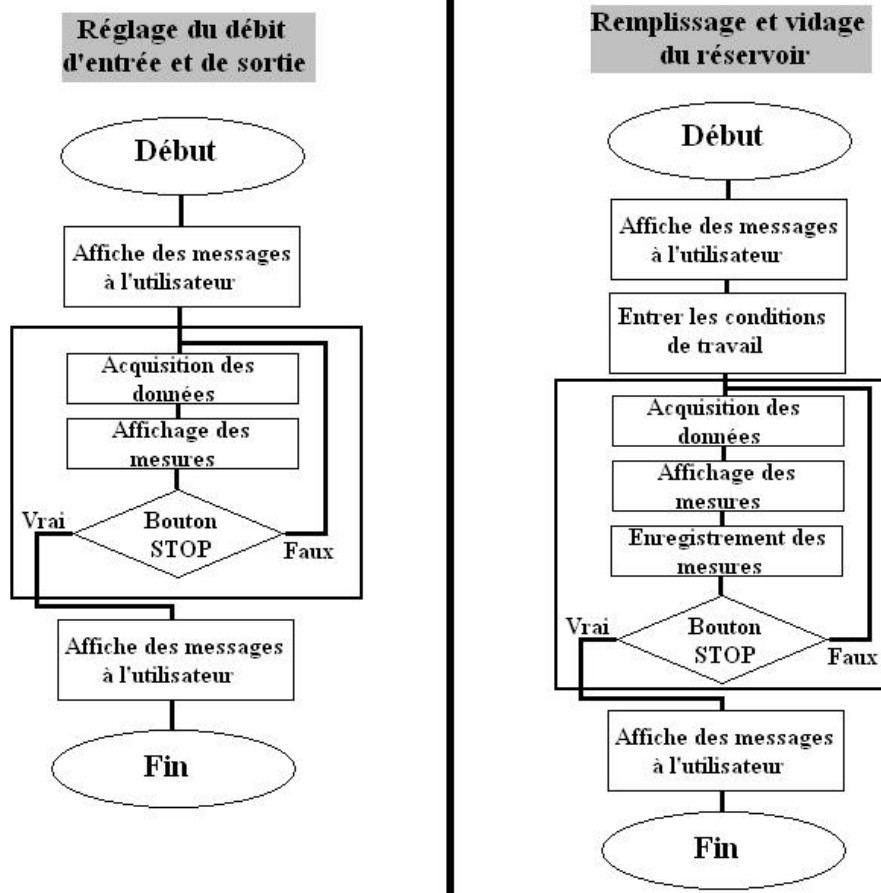 Réglage du débit
d'entrée et de sortie
Début
Affiche des messages
à l'utilisateur
Acquisition des
données
Affichage des
mesures
Vrai
Bouton
STOP
Faux
Affiche des messages
à l'utilisateur
Fin
Remplissage et vidage
du réservoir
Début
Affiche des messages
à l'utilisateur
Entrer les conditions
de travail
Acquisition des
données
Affichage des
mesures
Enregistrement des
mesures
Vrai
Bouton
STOP
Faux
Affiche des messages
à l'utilisateur
Fin